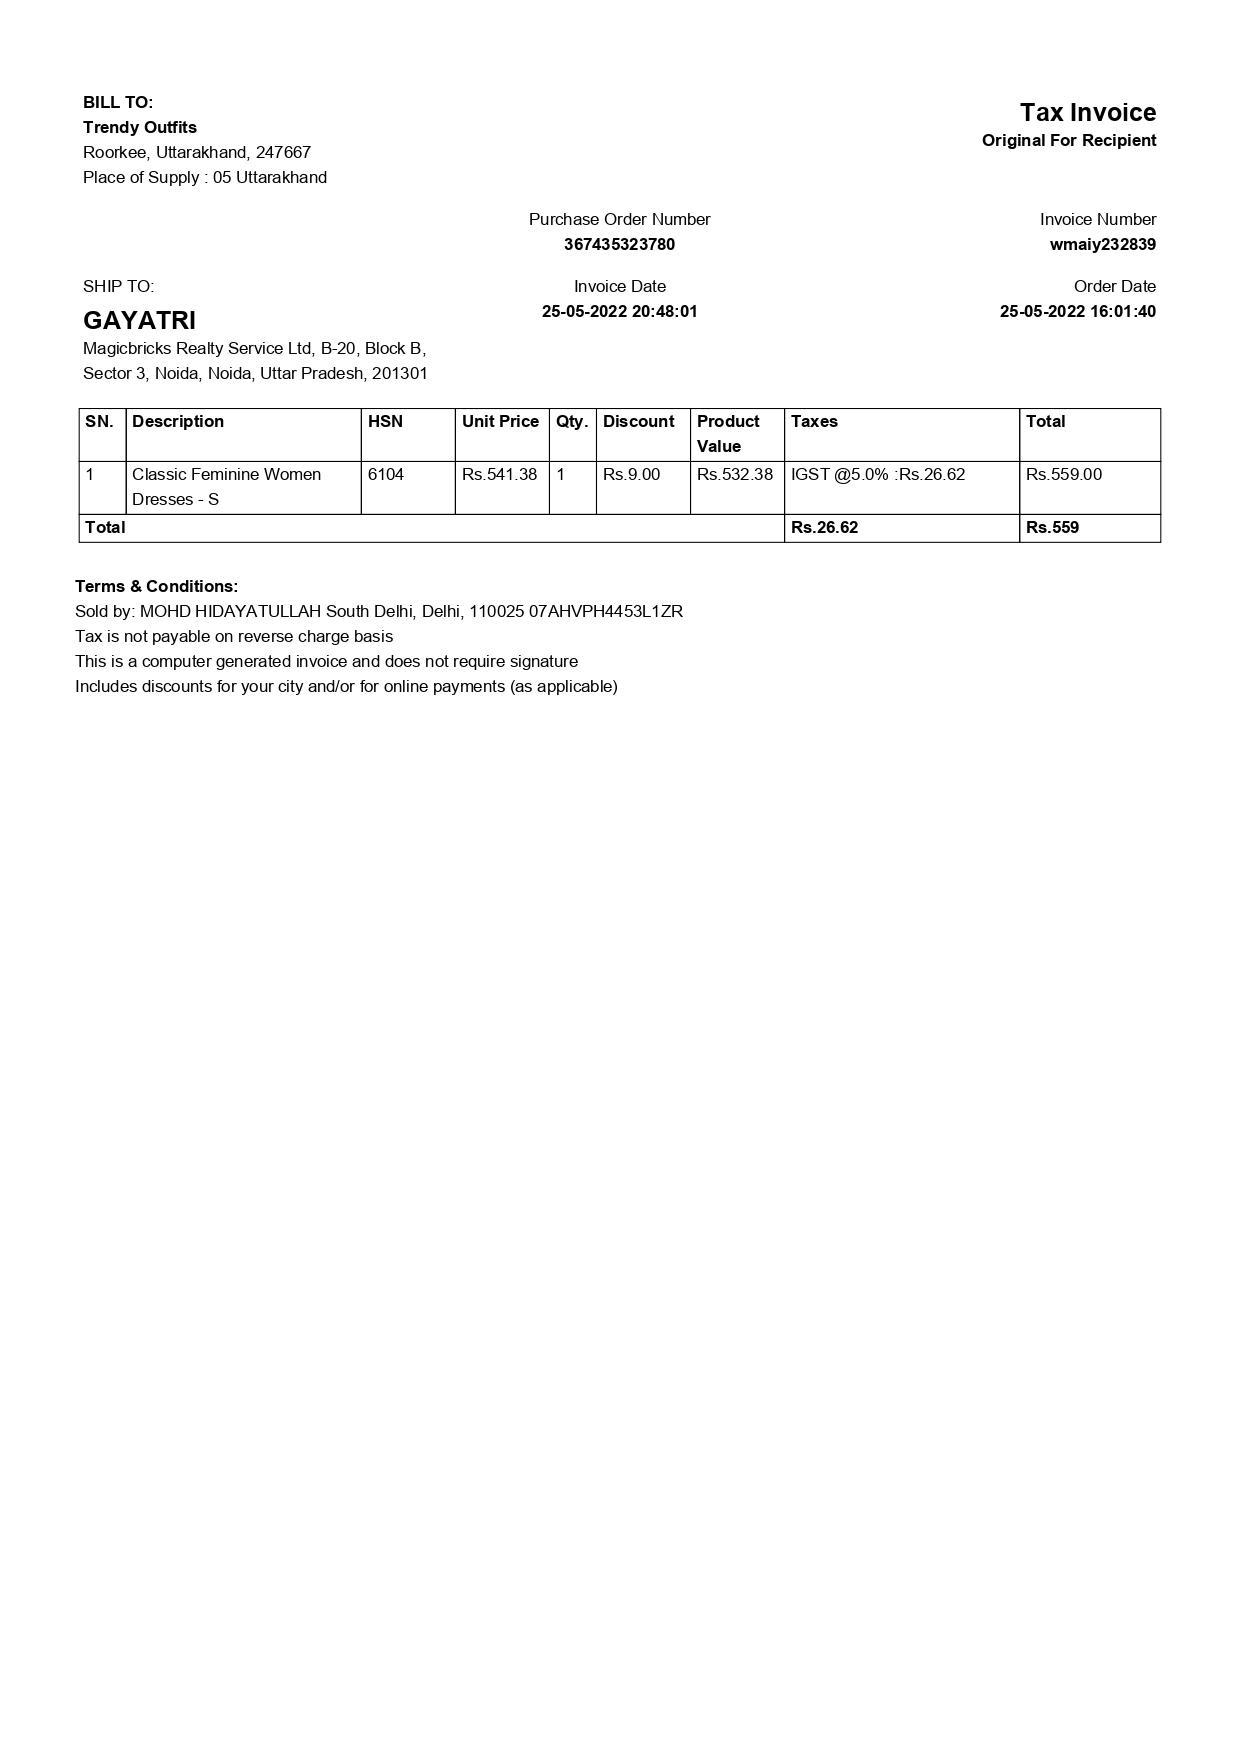 BILL TO:
Trendy Outfits
Roorkee, Uttarakhand, 247667
Place of Supply : 05 Uttarakhand
Tax Invoice
Original For Recipient
Purchase Order Number
367435323780
Invoice Number
wmaiy232839
SHIP TO:
GAYATRI
Magicbricks Realty Service Ltd, B-20, Block B,
Sector 3, Noida, Noida, Uttar Pradesh, 201301
Invoice Date
25-05-2022 20:48:01
Order Date
25-05-2022 16:01:40
SN. Description HSN Unit Price Qty. Discount Product Value Taxes Total
1 Classic Feminine Women Dresses - S 6104 Rs.541.38 1 Rs.9.00 Rs.532.38 IGST @5.0% :Rs.26.62 Rs.559.00
Total Rs.26.62 Rs.559
Terms & Conditions:
Sold by: MOHD HIDAYATULLAH South Delhi, Delhi, 110025 07AHVPH4453L1ZR
Tax is not payable on reverse charge basis
This is a computer generated invoice and does not require signature
Includes discounts for your city and/or for online payments (as applicable)